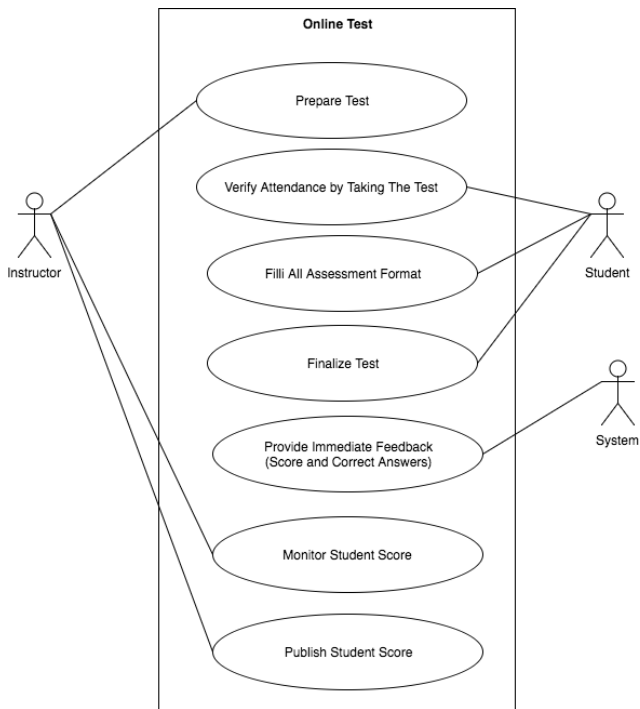 Online Test
Prepare Test
Verify Attendance by Taking The Test
Instructor
Student
Filli All Assessment Format
Finalize Test
Provide Immediate Feedback
(Score and Correct Answers)
System
Monitor Student Score
Publish Student Score